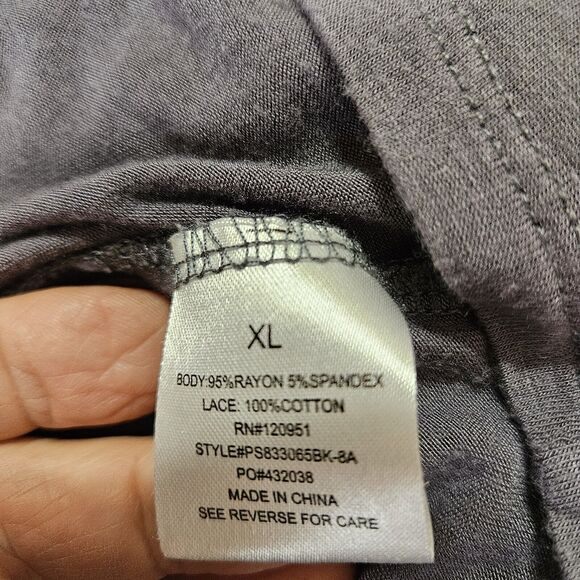 XL
BODY:95%RAYON 5%SPANDEX
LACE: 100%COTTON
RN#120951
STYLE#PS833065BK-8A
PO#432038
MADE IN CHINA
SEE REVERSE FOR CARE